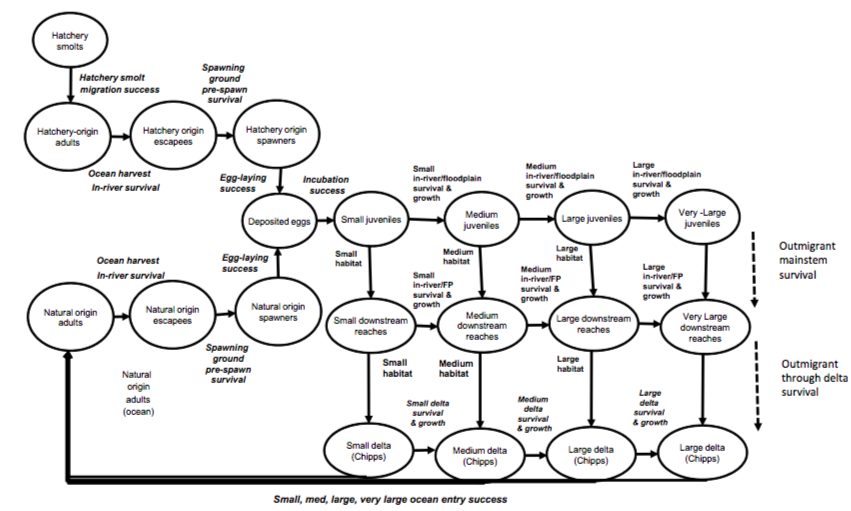 Hatchery
smolts
Hatchery smolt
migration success
Spawning
ground
pre-spawn
survival
Hatchery-origin
adults
Hatchery origin
escapees
Hatchery origin
spawners
Ocean harvest
In-river survival
Egg-laying
success
Incubation
success
Small
in-river/floodplain
survival &
growth
Medium
in-river/floodplain
survival &
growth
Large
in-river/floodplain
survival &
growth
Deposited eggs
Small juveniles
Medium
juveniles
Large juveniles
Very -Large
juveniles
Ocean harvest
In-river survival
Egg-laying
success
Small
habitat
Small
in-river/FP
survival &
growth
Medium
habitat
Medium
in-river/FP
survival &
growth
Large
habitat
Large
in-river/FP
survival &
growth
Outmigrant
mainstem
survival
Natural origin
adults
Natural origin
escapees
Natural origin
spawners
Small downstream
reaches
Medium
downstream
reaches
Large downstream
reaches
Very Large
downstream
reaches
Spawning
ground
pre-spawn
survival
Natural
origin
adults
(ocean)
Small
habitat
Medium
habitat
Large
habitat
Outmigrant
through delta
survival
Small delta
survival
& growth
Medium
delta
survival
& growth
Large
delta
survival
& growth
Small delta
(Chipps)
Medium delta
(Chipps)
Large delta
(Chipps)
Large delta
(Chipps)
Small, med, large, very large ocean entry success